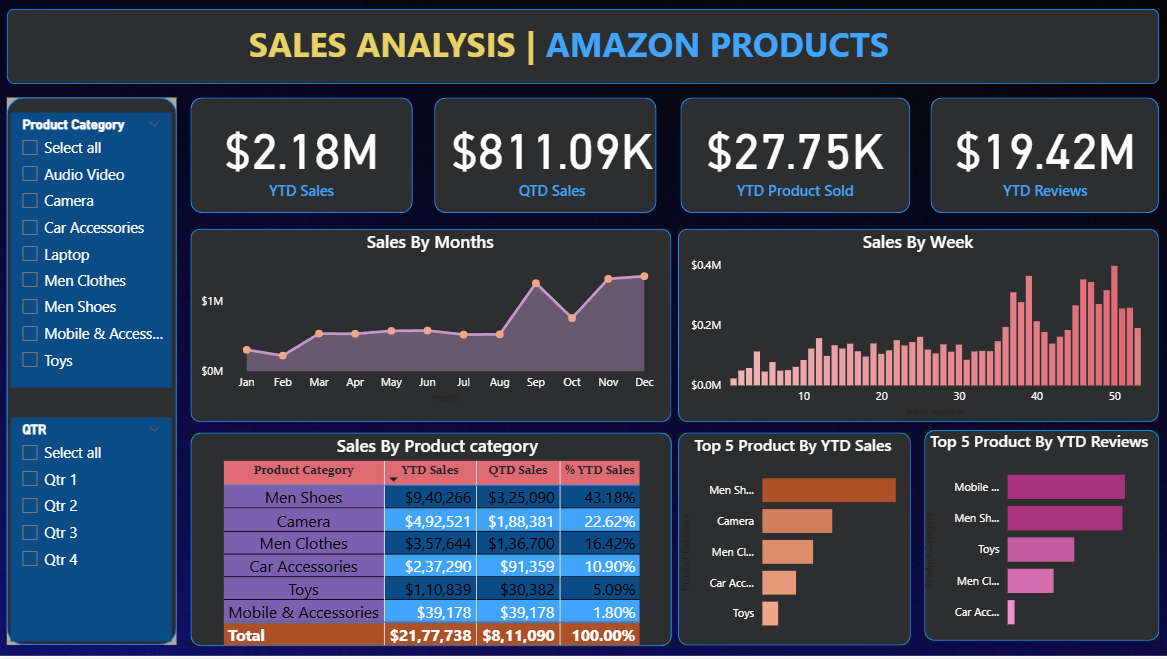 SALES ANALYSIS | AMAZON PRODUCTS
Product Category
Select all
Audio Video
Camera
Car Accessories
Laptop
Men Clothes
Men Shoes
Mobile & Access...
Toys
QTR
Select all
Qtr 1
Qtr 2
Qtr 3
Qtr 4
$2.18M
YTD Sales
$811.09K
QTD Sales
$27.75K
YTD Product Sold
$19.42M
YTD Reviews
Sales By Months
$1M
$0M
Jan Feb Mar Apr May Jun Jul Aug Sep Oct Nov Dec
month
Sales By Week
$0.4M
$0.2M
$0.0M
10 20 30 40 50
week number
Sales By Product category
Product Category YTD Sales QTD Sales % YTD Sales
Men Shoes $9,40,266 $3,25,090 43.18%
Camera $4,92,521 $1,88,381 22.62%
Men Clothes $3,57,644 $1,36,700 16.42%
Car Accessories $2,37,290 $91,359 10.90%
Toys $1,10,839 $30,382 5.09%
Mobile & Accessories $39,178 $39,178 1.80%
Total $21,77,738 $8,11,090 100.00%
Top 5 Product By YTD Sales
Men Sh...
Camera
Men Cl...
Car Acc...
Toys
Top 5 Product By YTD Reviews
Mobile ...
Men Sh...
Toys
Men Cl...
Car Acc...